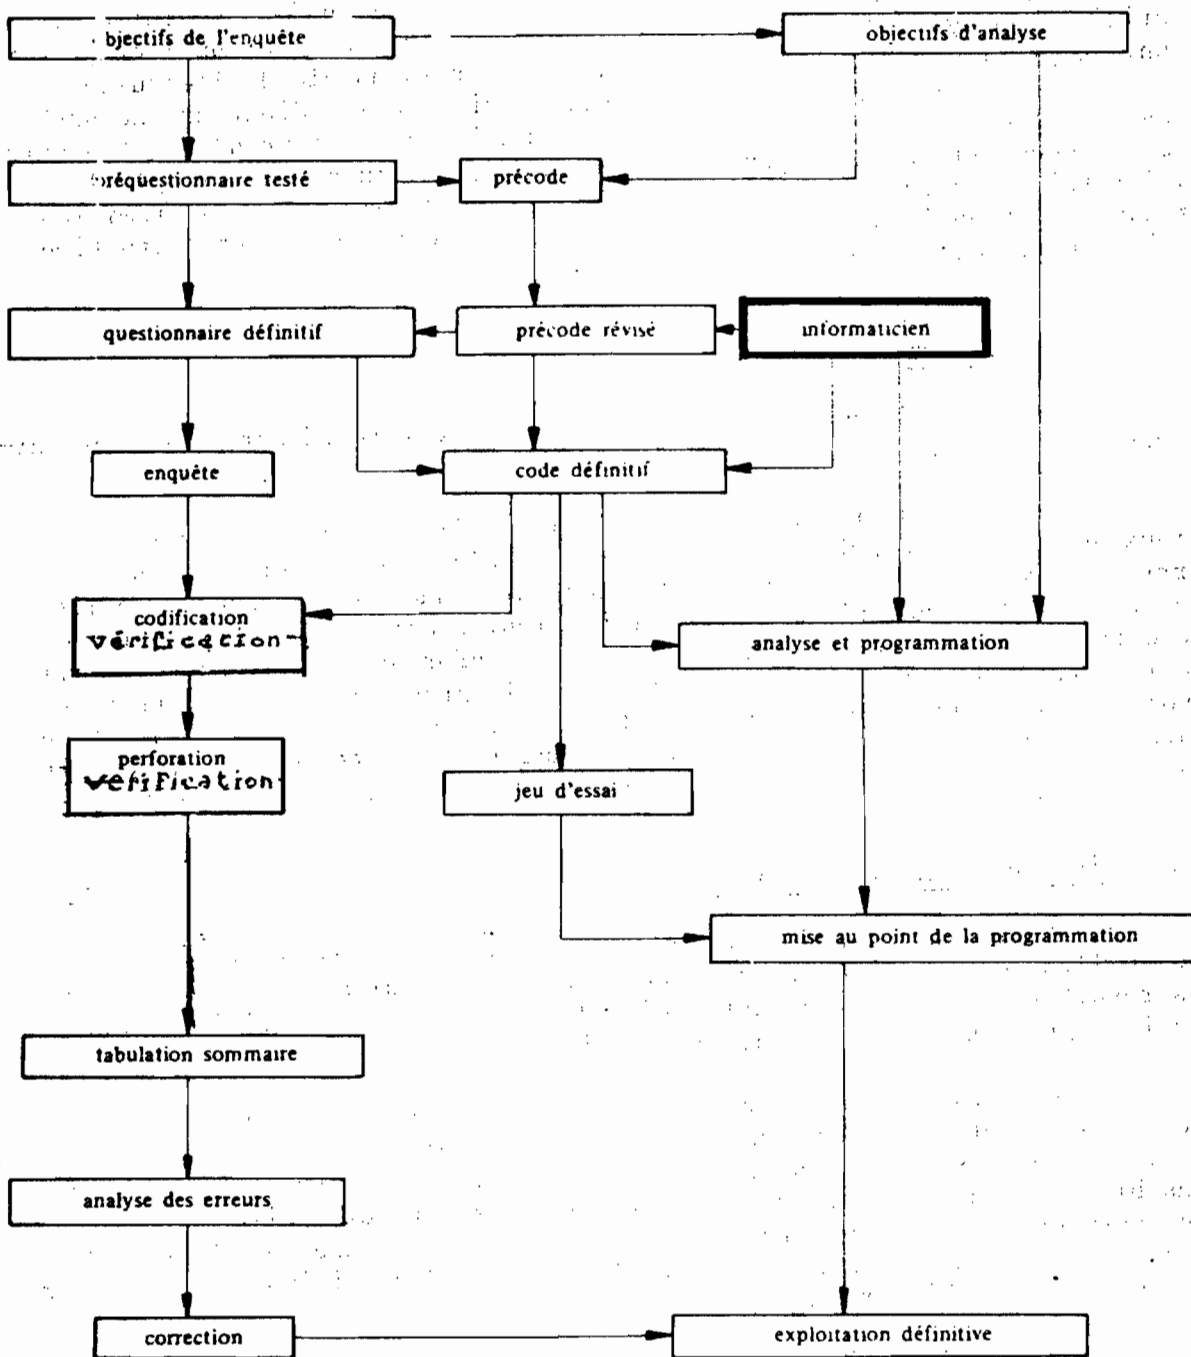 bjectifs de l'enquête
objectifs d'analyse
préquestionnaire testé
précode
questionnaire définitif
précode révisé
informaticien
enquête
code définitif
codification
vérification
analyse et programmation
perforation
vérification
jeu d'essai
mise au point de la programmation
tabulation sommaire
analyse des erreurs
correction
exploitation définitive